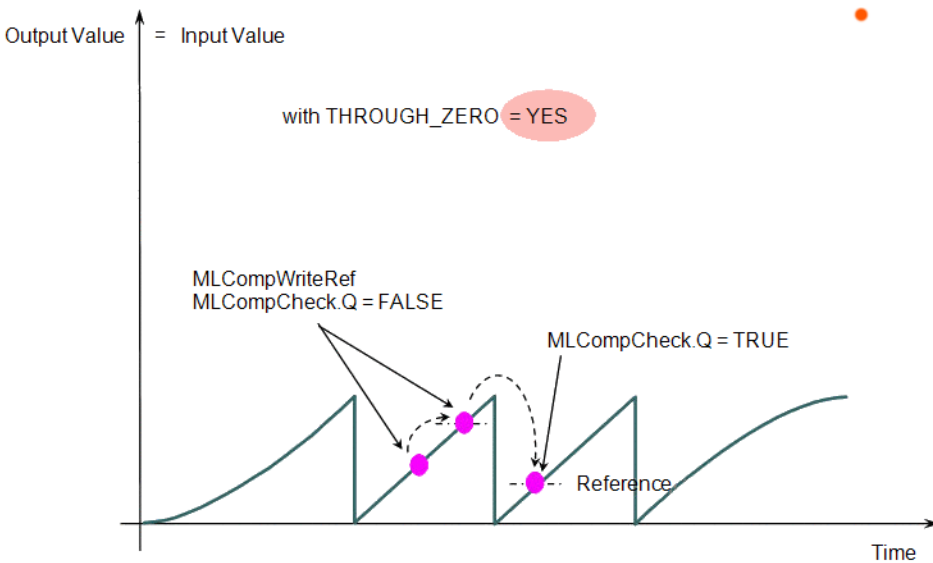 Output Value = Input Value
with THROUGH_ZERO = YES
MLCompWriteRef
MLCompCheck.Q = FALSE
MLCompCheck.Q = TRUE
Reference
Time